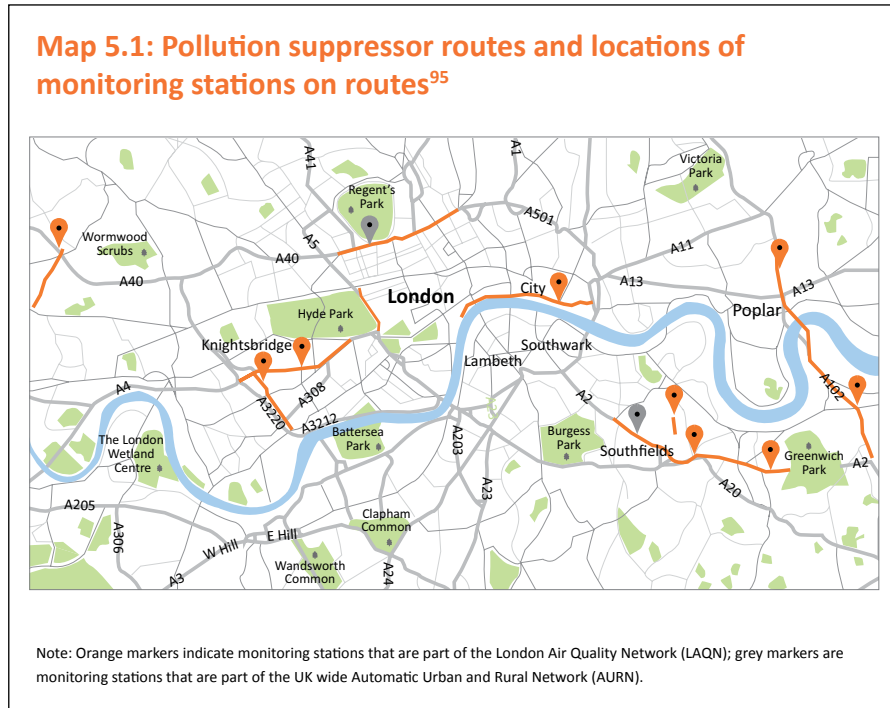 Map 5.1: Pollution suppressor routes and locations of
monitoring stations on routes95
A41
A1
Victoria
Park
Regent's
Park
A501
A5
A11
Wormwood
Scrubs
A40
A40
City
A13
A13
London
Poplar
Hyde Park
Knightsbridge
Southwark
Lambeth
A4
A308
A2
A102
A3220
A3212
The London
Wetland
Centre
Battersea
Park
A203
Burgess
Park
Southfields
Greenwich
Park
A2
A23
A20
A205
A306
Clapham
Common
W Hill
E Hill
A3
Wandsworth
Common
A24
Note: Orange markers indicate monitoring stations that are part of the London Air Quality Network (LAQN); grey markers are
monitoring stations that are part of the UK wide Automatic Urban and Rural Network (AURN).